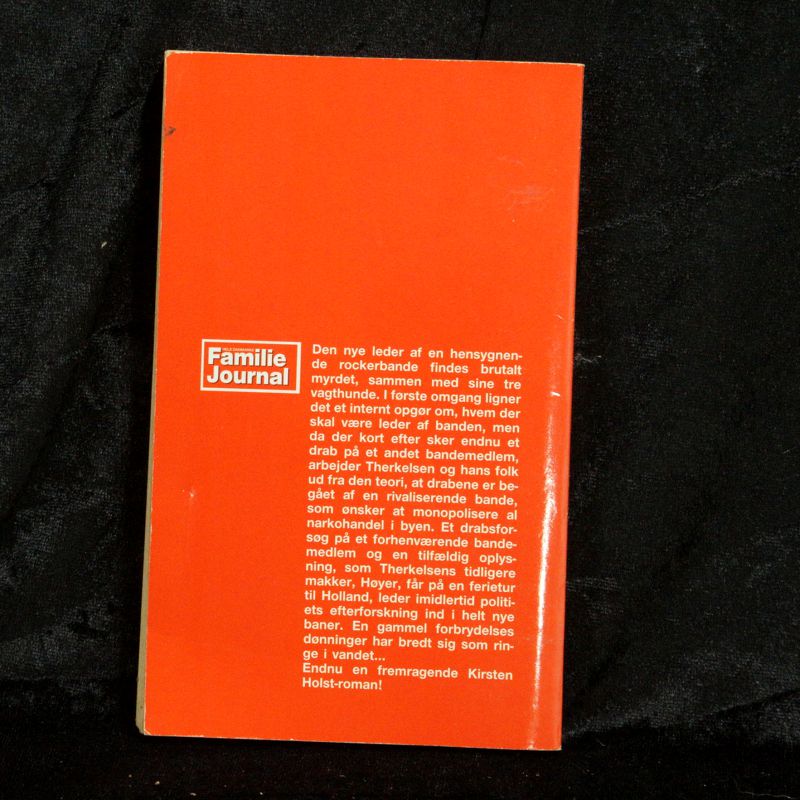 HELE DANMARKS
Familie
Journal
Den nye leder af en hensygnen-
de rockerbande findes brutalt
myrdet, sammen med sine tre
vagthunde. I første omgang ligner
det et internt opgør om, hvem der
skal være leder af banden, men
da der kort efter sker endnu et
drab på et andet bandemedlem,
arbejder Therkelsen og hans folk
ud fra den teori, at drabene er be-
gået af en rivaliserende bande,
som ønsker at monopolisere al
narkohandel i byen. Et drabsfor-
søg på et forhenværende bande-
medlem og en tilfældig oplys-
ning, som Therkelsens tidligere
makker, Høyer, får på en ferietur
til Holland, leder imidlertid politi-
ets efterforskning ind i helt nye
baner. En gammel forbrydelses
dønninger har bredt sig som rin-
ge i vandet...
Endnu en fremragende Kirsten
Holst-roman!